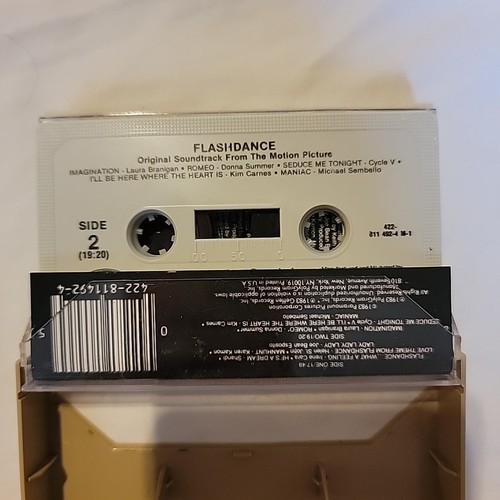 FLASHDANCE
Original Soundtrack From The Motion Picture
IMAGINATION - Laura Branigan • ROMEO - Donna Summer • SEDUCE ME TONIGHT - Cycle V •
I'LL BE HERE WHERE THE HEART IS - Kim Carnes • MANIAC - Michael Sembello
SIDE
2
(19:20)
422-
811 492-4 M-1
100 50 0
422-811492-4
SIDE ONE 17:49
FLASHDANCE... WHAT A FEELING - Irene Cara • HE'S A DREAM - Shandi
LOVE THEME FROM FLASHDANCE - Helen St. John • MANHUNT - Karen Kamon •
LADY LADY LADY - Joe Bean Esposito
SIDE TWO 19:20
IMAGINATION - Laura Branigan • ROMEO - Donna Summer •
SEDUCE ME TONIGHT - Cycle V • I'LL BE HERE WHERE THE HEART IS - Kim Carnes •
MANIAC - Michael Sembello
℗ 1983 PolyGram Records, Inc. © 1983 Paramount Pictures Corporation
Manufactured and Marketed by PolyGram Records, Inc.
810 Seventh Avenue, New York, NY 10019 Printed in U.S.A.
All Rights Reserved. Unauthorized duplication is a violation of applicable laws.